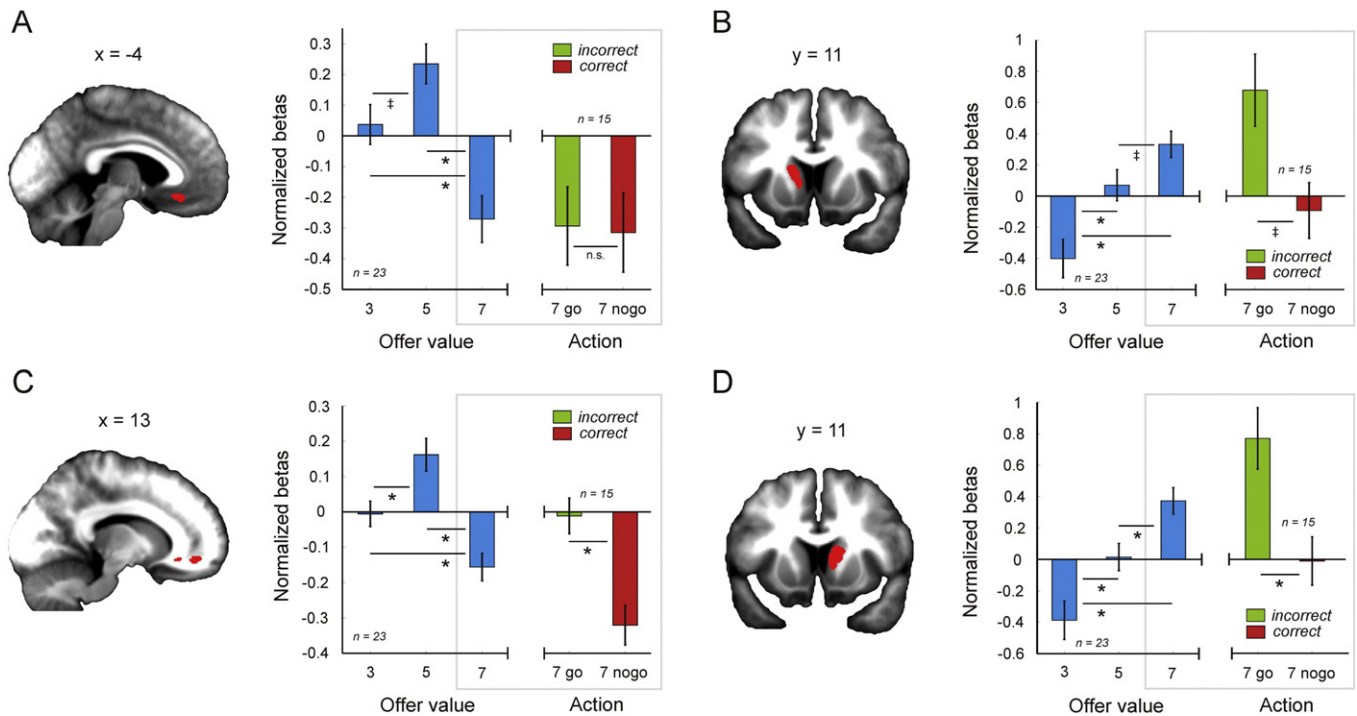 A
x = -4
Normalized betas
0.3
0.2
0.1
0
-0.1
-0.2
-0.3
-0.4
-0.5
‡
*
*
n = 23
3 5 7
Offer value
incorrect
correct
n = 15
n.s.
7 go 7 nogo
Action
B
y = 11
Normalized betas
1
0.8
0.6
0.4
0.2
0
-0.2
-0.4
-0.6
‡
*
*
n = 23
3 5 7
Offer value
n = 15
‡
incorrect
correct
7 go 7 nogo
Action
C
x = 13
Normalized betas
0.3
0.2
0.1
0
-0.1
-0.2
-0.3
-0.4
*
*
*
n = 23
3 5 7
Offer value
incorrect
correct
n = 15
*
7 go 7 nogo
Action
D
y = 11
Normalized betas
1
0.8
0.6
0.4
0.2
0
-0.2
-0.4
-0.6
*
*
*
n = 23
3 5 7
Offer value
n = 15
*
incorrect
correct
7 go 7 nogo
Action